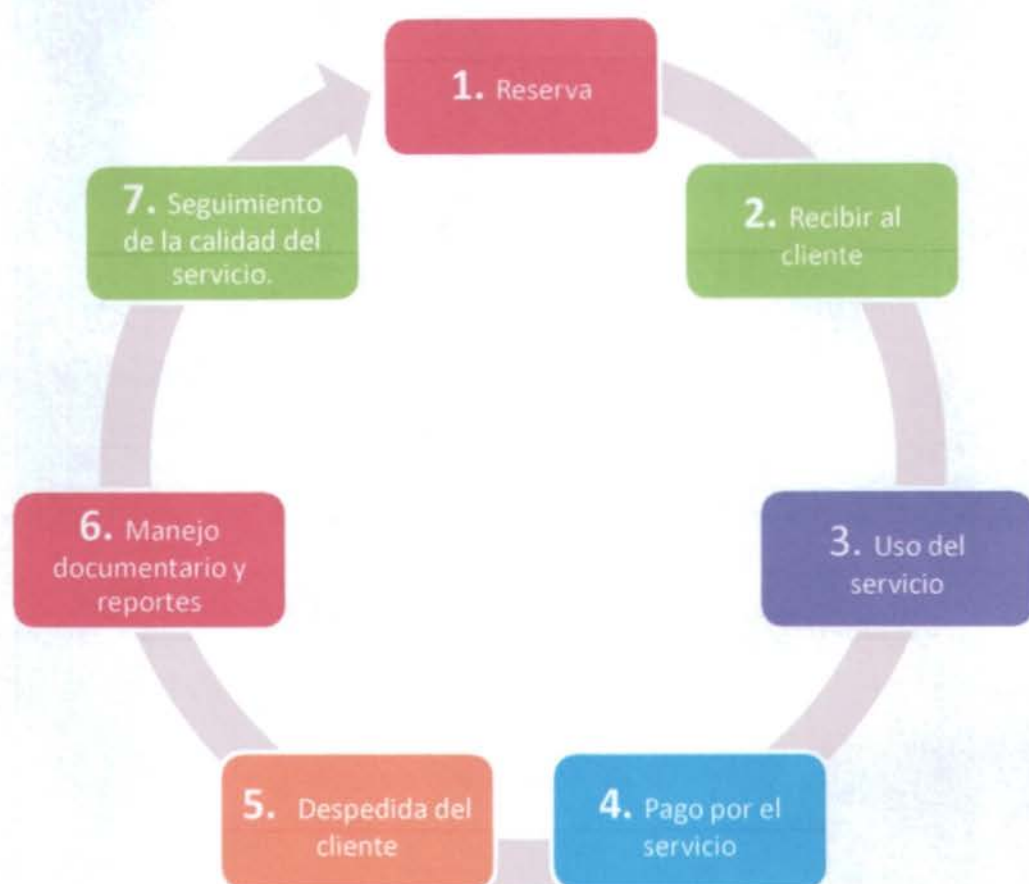 1. Reserva
2. Recibir al
cliente
3. Uso del
servicio
4. Pago por el
servicio
5. Despedida del
cliente
6. Manejo
documentario y
reportes
7. Seguimiento
de la calidad del
servicio.